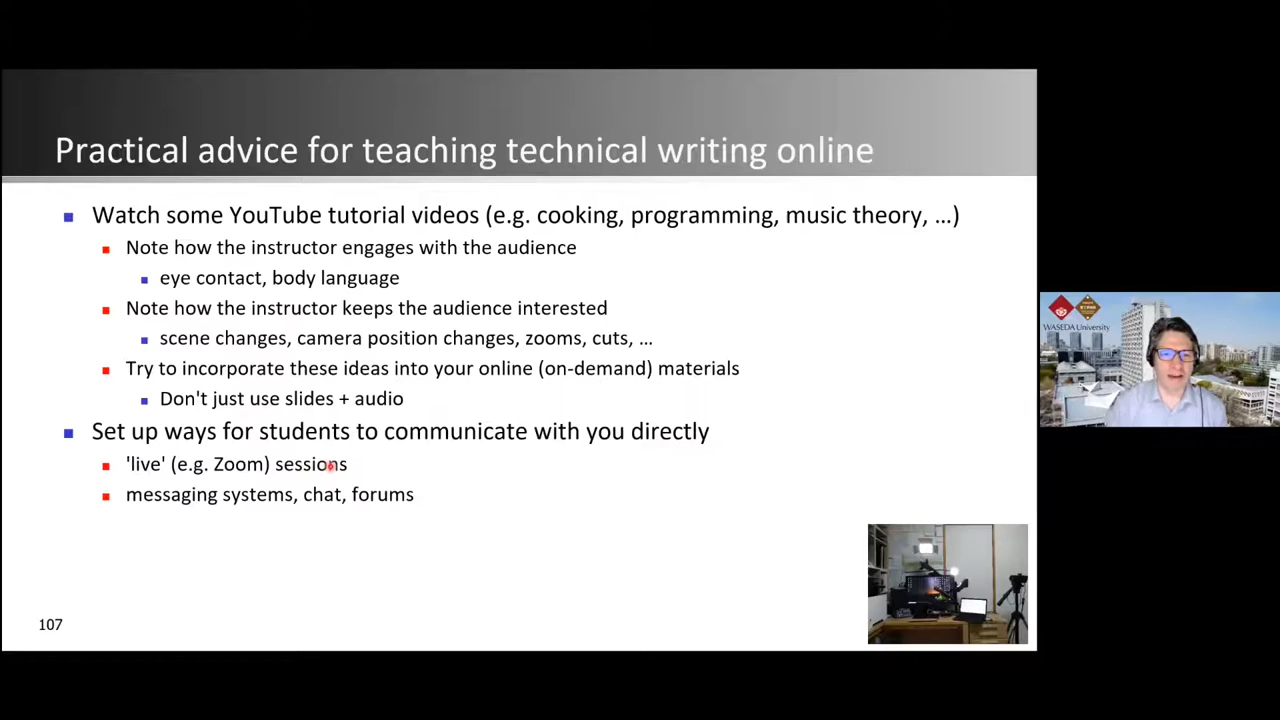 Practical advice for teaching technical writing online
Watch some YouTube tutorial videos (e.g. cooking, programming, music theory, …)
Note how the instructor engages with the audience
eye contact, body language
Note how the instructor keeps the audience interested
scene changes, camera position changes, zooms, cuts, …
Try to incorporate these ideas into your online (on-demand) materials
Don't just use slides + audio
Set up ways for students to communicate with you directly
'live' (e.g. Zoom) sessions
messaging systems, chat, forums
107
WASEDA University